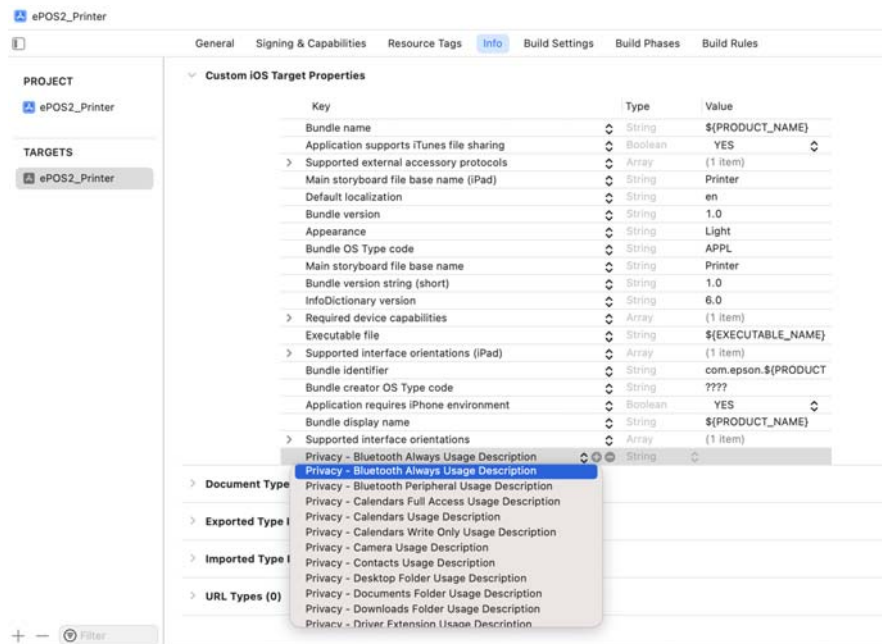 ePOS2_Printer
General Signing & Capabilities Resource Tags Info Build Settings Build Phases Build Rules
PROJECT
ePOS2_Printer
TARGETS
ePOS2_Printer
Custom iOS Target Properties
Key Type Value
Bundle name String ${PRODUCT_NAME}
Application supports iTunes file sharing Boolean YES
Supported external accessory protocols Array (1 item)
Main storyboard file base name (iPad) String Printer
Default localization String en
Bundle version String 1.0
Appearance String Light
Bundle OS Type code String APPL
Main storyboard file base name String Printer
Bundle version string (short) String 1.0
InfoDictionary version String 6.0
Required device capabilities Array (1 item)
Executable file String ${EXECUTABLE_NAME}
Supported interface orientations (iPad) Array (1 item)
Bundle identifier String com.epson.${PRODUCT
Bundle creator OS Type code String ????
Application requires iPhone environment Boolean YES
Bundle display name String ${PRODUCT_NAME}
Supported interface orientations Array (1 item)
Privacy - Bluetooth Always Usage Description String
Privacy - Bluetooth Always Usage Description
Privacy - Bluetooth Peripheral Usage Description
Privacy - Calendars Full Access Usage Description
Privacy - Calendars Usage Description
Privacy - Calendars Write Only Usage Description
Privacy - Camera Usage Description
Privacy - Contacts Usage Description
Privacy - Desktop Folder Usage Description
Privacy - Documents Folder Usage Description
Privacy - Downloads Folder Usage Description
Privacy - Driver Extension Usage Description
Document Type
Exported Type I
Imported Type I
URL Types (0)
Filter